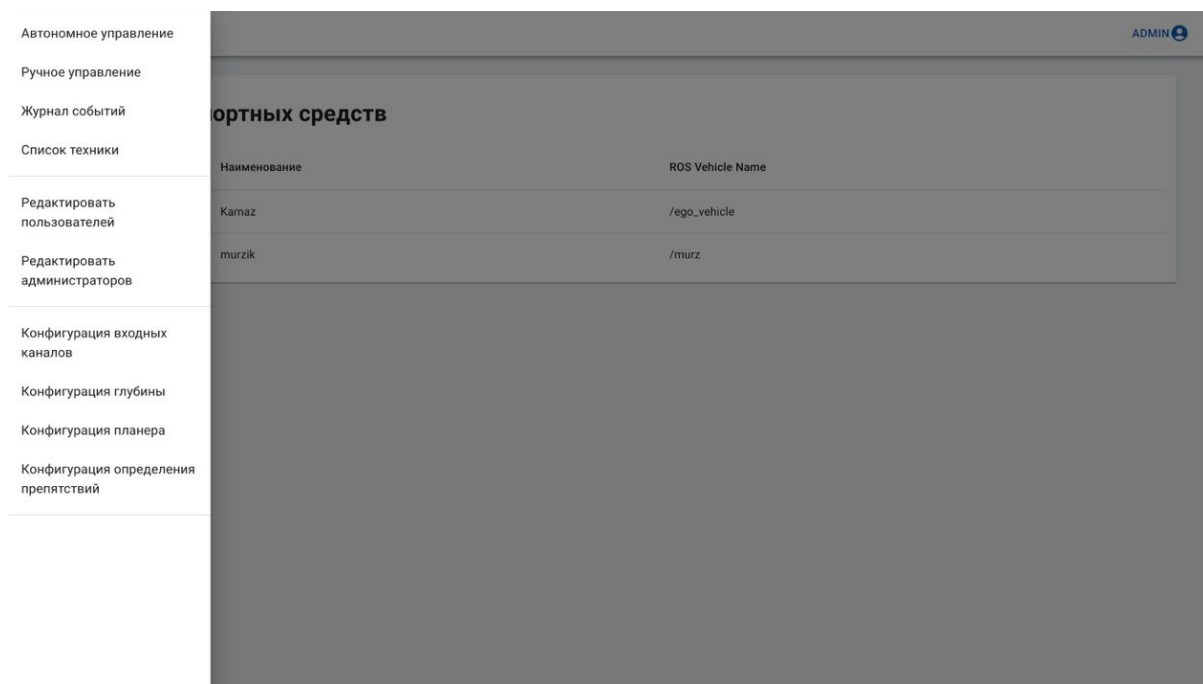 Автономное управление
ADMIN
Ручное управление
Журнал событий
Список техники
Редактировать
пользователей
Редактировать
администраторов
Конфигурация входных
каналов
Конфигурация глубины
Конфигурация планера
Конфигурация определения
препятствий
ортных средств
Наименование ROS Vehicle Name
Kamaz /ego_vehicle
murzik /murz